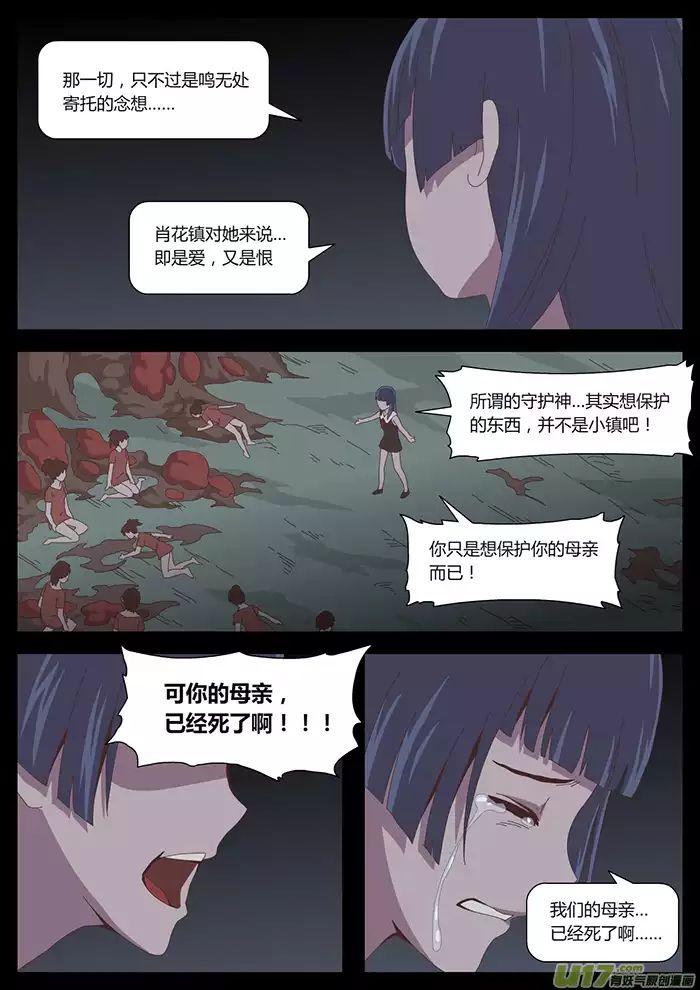 那一切，只不过是鸣无处
寄托的念想……
肖花镇对她来说…
即是爱，又是恨
所谓的守护神…其实想保护
的东西，并不是小镇吧！
你只是想保护你的母亲
而已！
可你的母亲，
已经死了啊！！！
我们的母亲…
已经死了啊……
U17.com
有妖气原创漫画